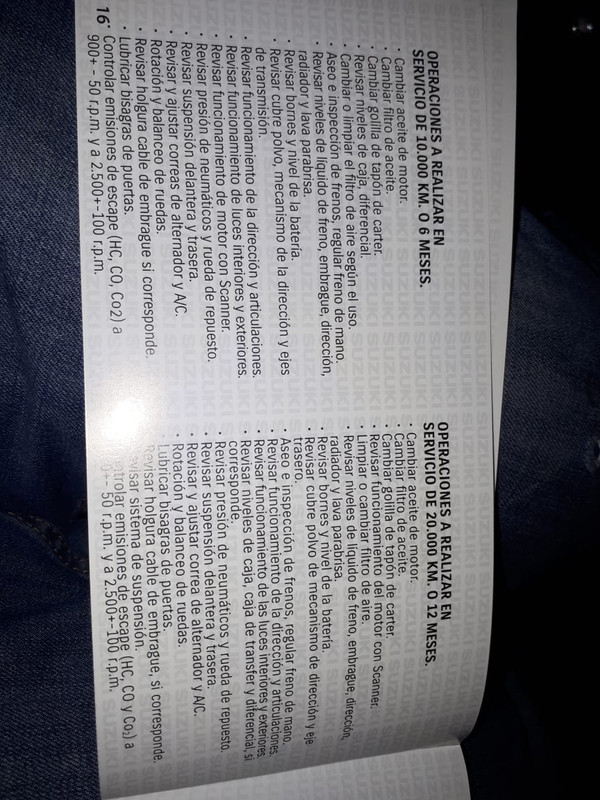 OPERACIONES A REALIZAR EN
SERVICIO DE 10.000 KM. O 6 MESES.
· Cambiar aceite de motor.
· Cambiar filtro de aceite.
· Cambiar golilla de tapón de carter.
· Revisar niveles de caja, diferencial.
· Cambiar o limpiar el filtro de aire según el uso.
· Aseo e inspección de frenos, regular freno de mano.
· Revisar niveles de líquido de freno, embrague, dirección,
radiador y lava parabrisa.
· Revisar bornes y nivel de la batería.
· Revisar cubre polvo, mecanismo de la dirección y ejes
de transmisión.
· Revisar funcionamiento de la dirección y articulaciones.
· Revisar funcionamiento de luces interiores y exteriores.
· Revisar funcionamiento de motor con Scanner.
· Revisar presión de neumáticos y rueda de repuesto.
· Revisar suspensión delantera y trasera.
· Revisar y ajustar correas de alternador y A/C.
· Rotación y balanceo de ruedas.
· Revisar holgura cable de embrague si corresponde.
· Lubricar bisagras de puertas.
· Controlar emisiones de escape (HC, CO, Co2) a
900+- 50 r.p.m. y a 2.500+-100 r.p.m.
16
OPERACIONES A REALIZAR EN
SERVICIO DE 20.000 KM. O 12 MESES.
· Cambiar aceite de motor.
· Cambiar filtro de aceite.
· Cambiar golilla de tapón de carter.
· Revisar funcionamiento del motor con Scanner.
· Limpiar o cambiar filtro de aire.
· Revisar niveles de líquido de freno, embrague, dirección,
radiador y lava parabrisa.
· Revisar bornes y nivel de la batería.
· Revisar cubre polvo de mecanismo de dirección y eje
trasero.
· Aseo e inspección de frenos, regular freno de mano.
· Revisar funcionamiento de la dirección y articulaciones.
· Revisar funcionamiento de las luces interiores y exteriores.
· Revisar niveles de caja, caja de transfer y diferencial, si
corresponde.
· Revisar presión de neumáticos y rueda de repuesto.
· Revisar suspensión delantera y trasera.
· Revisar y ajustar correa de alternador y A/C.
· Rotación y balanceo de ruedas.
· Lubricar bisagras de puertas.
Revisar holgura cable de embrague, si corresponde.
sistema de suspensión.
emisiones de escape (HC, CO y Co2) a
50 r.p.m. y a 2.500+-100 r.p.m.
SUZUKI SUZUKI SUZUKI SUZUKI